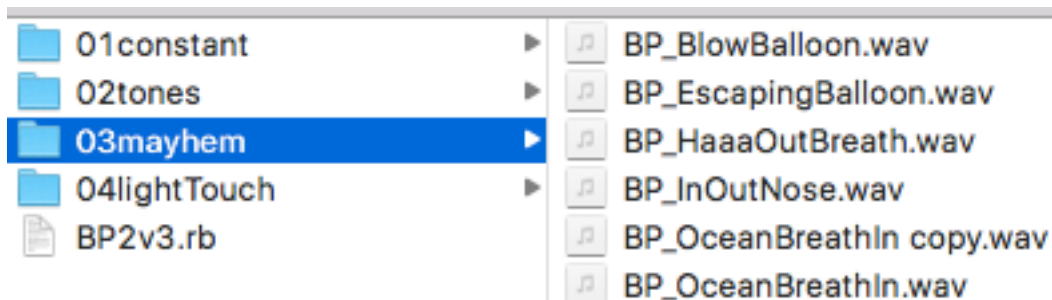 01constant
02tones
03mayhem
04lightTouch
BP2v3.rb
BP_BlowBalloon.wav
BP_EscapingBalloon.wav
BP_HaaaOutBreath.wav
BP_InOutNose.wav
BP_OceanBreathIn copy.wav
BP_OceanBreathIn.wav